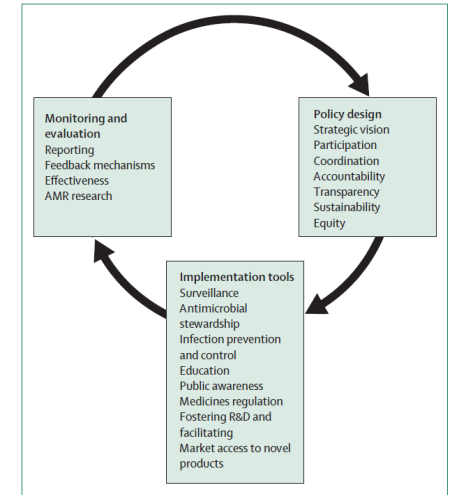 Monitoring and
evaluation
Reporting
Feedback mechanisms
Effectiveness
AMR research
Policy design
Strategic vision
Participation
Coordination
Accountability
Transparency
Sustainability
Equity
Implementation tools
Surveillance
Antimicrobial
stewardship
Infection prevention
and control
Education
Public awareness
Medicines regulation
Fostering R&D and
facilitating
Market access to novel
products